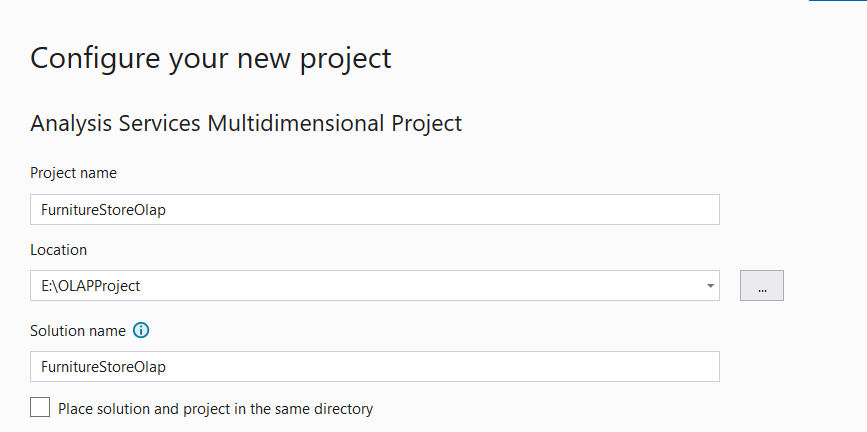 Configure your new project
Analysis Services Multidimensional Project
Project name
FurnitureStoreOlap
Location
E:\OLAPProject
...
Solution name
FurnitureStoreOlap
Place solution and project in the same directory